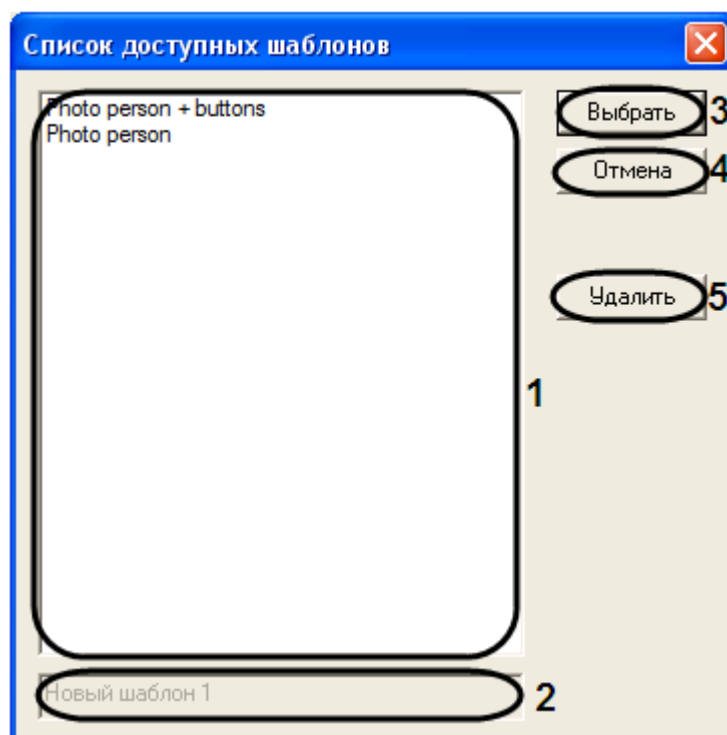 Список доступных шаблонов
Photo person + buttons
Photo person
Выбрать 3
Отмена 4
Удалить 5
1
Новый шаблон 1
2